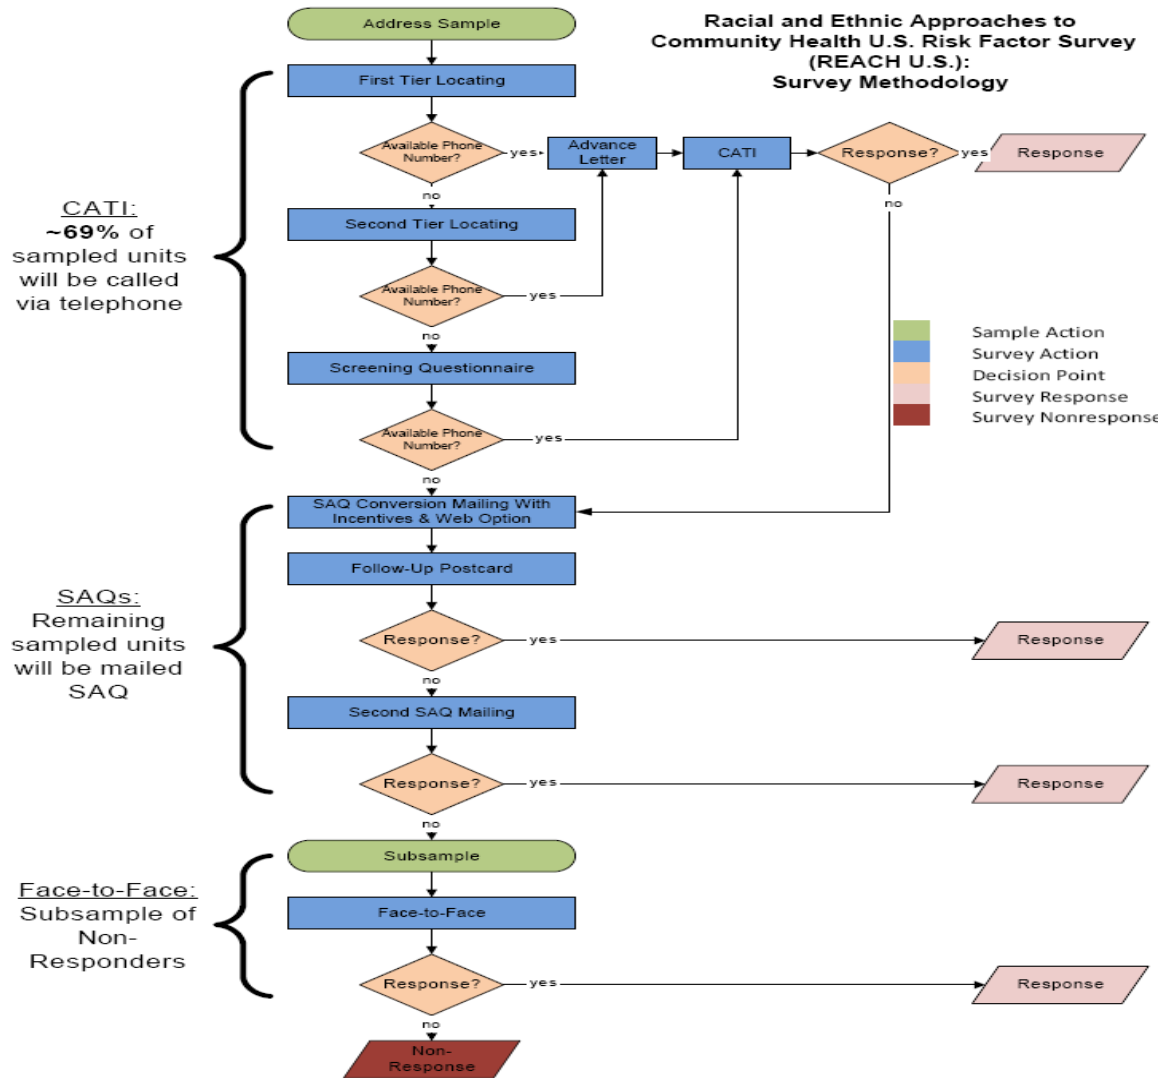 Racial and Ethnic Approaches to
Community Health U.S. Risk Factor Survey
(REACH U.S.):
Survey Methodology
Address Sample
First Tier Locating
Available Phone
Number?
yes
Advance
Letter
CATI
Response?
yes
Response
no
no
CATI:
~69% of
sampled units
will be called
via telephone
Second Tier Locating
Available Phone
Number?
yes
no
Screening Questionnaire
Available Phone
Number?
yes
no
Sample Action
Survey Action
Decision Point
Survey Response
Survey Nonresponse
SAQ Conversion Mailing With
Incentives & Web Option
Follow-Up Postcard
SAQs:
Remaining
sampled units
will be mailed
SAQ
Response?
yes
Response
no
Second SAQ Mailing
Response?
yes
Response
no
Subsample
Face-to-Face:
Subsample of
Non-
Responders
Face-to-Face
Response?
yes
Response
no
Non-
Response